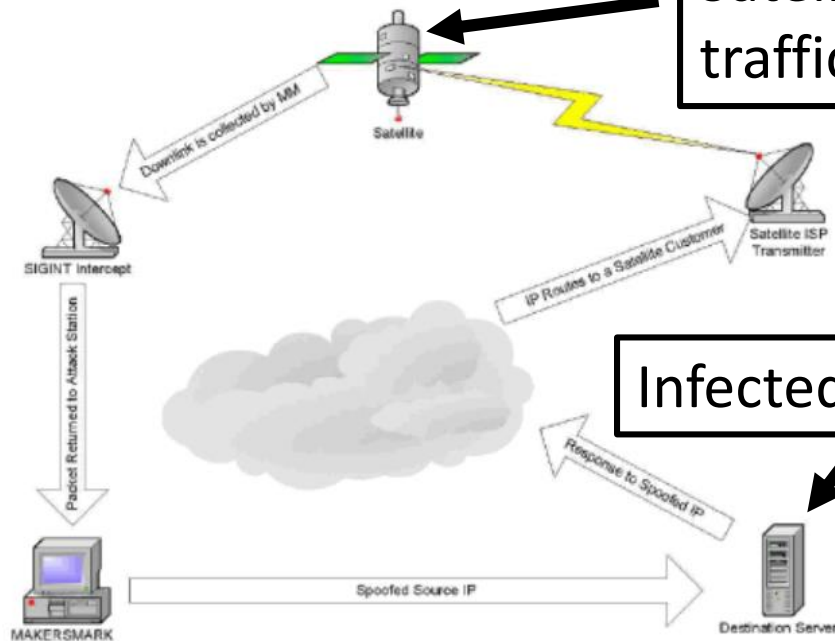 traffic
Downlink is collected by MM
Satellite
SIGINT Intercept
Satellite ISP
Transmitter
IP Routes to a Satellite Customer
Packet Returned to Attack Station
Infected
Response to Spoofed IP
Spoofed Source IP
MAKERSMARK
Destination Server